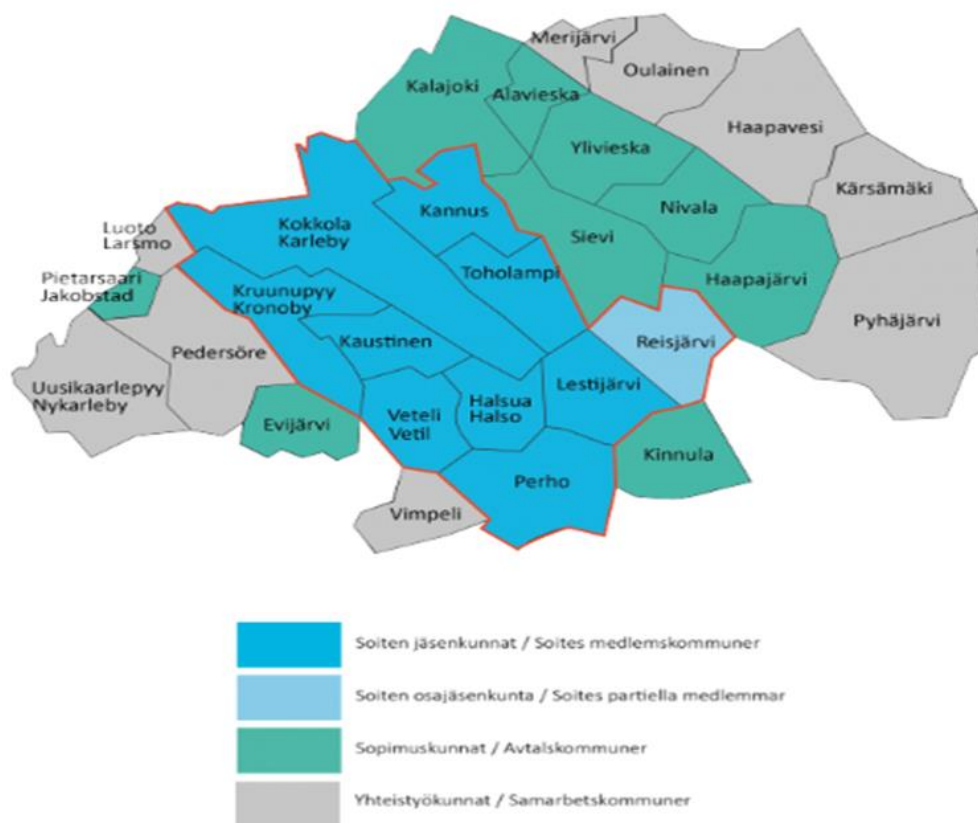 Merijärvi
Oulainen
Kalajoki
Alavieska
Haapavesi
Ylivieska
Kärsämäki
Kannus
Nivala
Luoto
Larsmo
Kokkola
Karleby
Sievi
Pietarsaari
Jakobstad
Kruunupyy
Kronoby
Toholampi
Haapajärvi
Pyhäjärvi
Pedersöre
Kaustinen
Reisjärvi
Uusikaarlepyy
Nykarleby
Lestijärvi
Halsua
Halso
Veteli
Vetil
Evijärvi
Kinnula
Perho
Vimpeli
Soiten jäsenkunnat / Soites medlemskommuner
Soiten osajäsenkunta / Soites partiella medlemmar
Sopimuskunnat / Avtalskommuner
Yhteistyökunnat / Samarbetskommuner